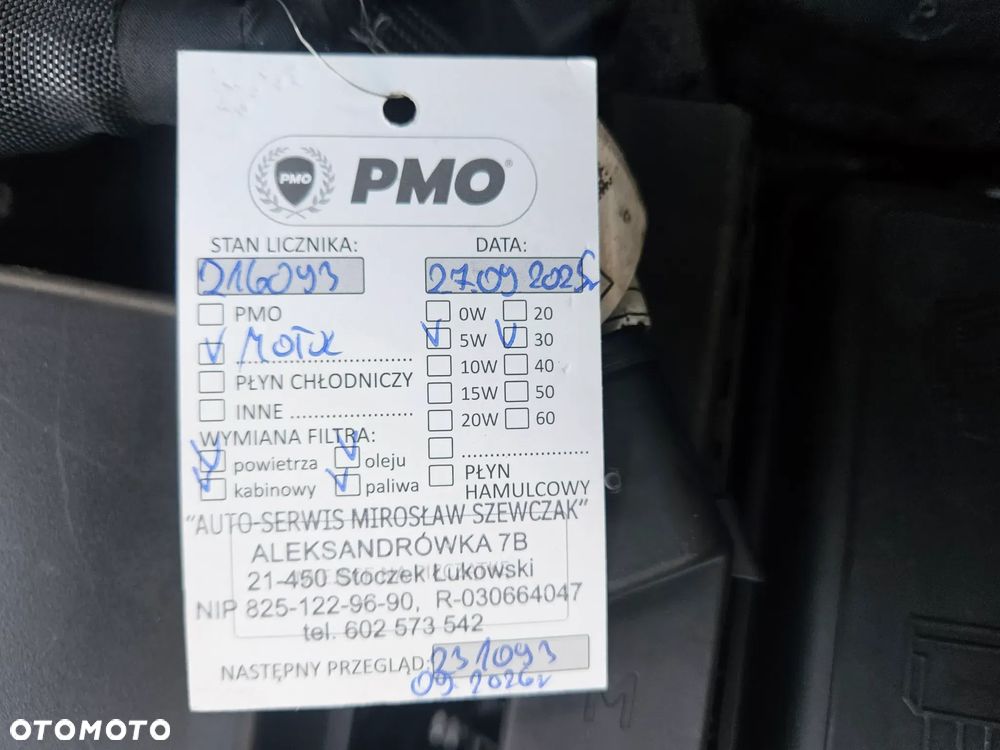 PMO PMO®
STAN LICZNIKA: DATA:
216093 27.09 2025r
PMO 0W 20
MOTX 5W 30
PŁYN CHŁODNICZY 10W 40
INNE 15W 50
20W 60
WYMIANA FILTRA:
powietrza oleju
kabinowy paliwa
PŁYN HAMULCOWY
"AUTO-SERWIS MIROSŁAW SZEWCZAK"
ALEKSANDRÓWKA 7B
21-450 Stoczek Łukowski
NIP 825-122-96-90, R-030664047
tel. 602 573 542
NASTĘPNY PRZEGLĄD: 231093
09. 2026r
M
OTOMOTO